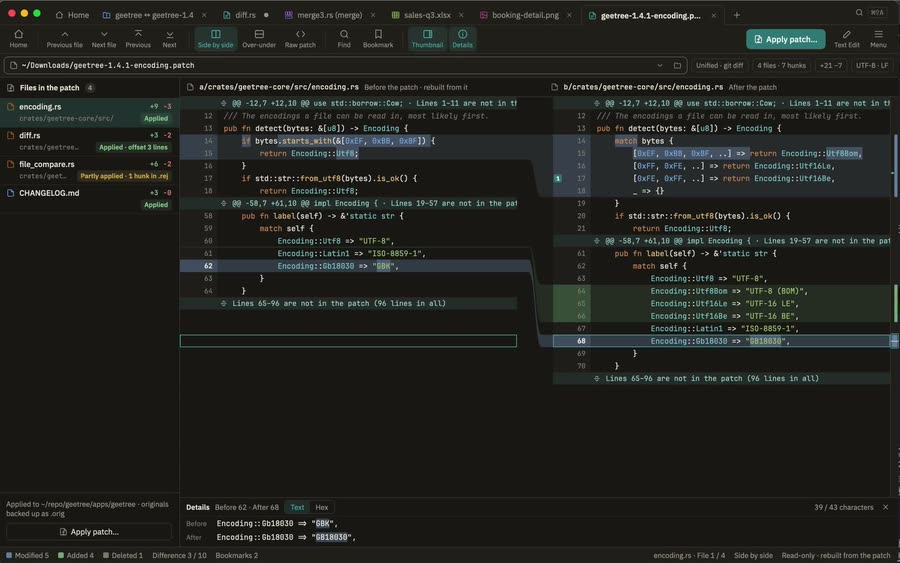 Home
geetree ↔ geetree-1.4
diff.rs
merge3.rs (merge)
sales-q3.xlsx
booking-detail.png
geetree-1.4.1-encoding.p...
Home
Previous file
Next file
Previous
Next
Side by side
Over-under
Raw patch
Find
Bookmark
Thumbnail
Details
Apply patch...
Text Edit
Menu
~/Downloads/geetree-1.4.1-encoding.patch
Unified · git diff
4 files · 7 hunks
+21 −7
UTF-8 · LF
Files in the patch 4
encoding.rs +9 -3
crates/geetree-core/src/ Applied
diff.rs +3 -2
crates/gee... Applied · offset 3 lines
file_compare.rs +6 -2
crates/geet... Partly applied · 1 hunk in .rej
CHANGELOG.md +3 -0
Applied
Applied to ~/repo/geetree/apps/geetree · originals
backed up as .orig
Apply patch...
a/crates/geetree-core/src/encoding.rs Before the patch · rebuilt from it
@@ -12,7 +12,10 @@ use std::borrow::Cow; · Lines 1-11 are not in th
12 /// The encodings a file can be read in, most likely first.
13 pub fn detect(bytes: &[u8]) -> Encoding {
14 if bytes.starts_with(&[0xEF, 0xBB, 0xBF]) {
15 return Encoding::Utf8;
16 }
17 if std::str::from_utf8(bytes).is_ok() {
18 return Encoding::Utf8;
@@ -58,7 +61,10 @@ impl Encoding { · Lines 19-57 are not in the pat
58 pub fn label(self) -> &'static str {
59 match self {
60 Encoding::Utf8 => "UTF-8",
61 Encoding::Latin1 => "ISO-8859-1",
62 Encoding::Gb18030 => "GBK",
63 }
64 }
Lines 65-96 are not in the patch (96 lines in all)
b/crates/geetree-core/src/encoding.rs After the patch
@@ -12,7 +12,10 @@ use std::borrow::Cow; · Lines 1-11 are not in th
12 /// The encodings a file can be read in, most likely first.
13 pub fn detect(bytes: &[u8]) -> Encoding {
14 match bytes {
15 [0xEF, 0xBB, 0xBF, ..] => return Encoding::Utf8Bom,
1 16 [0xFF, 0xFE, ..] => return Encoding::Utf16Le,
17 [0xFE, 0xFF, ..] => return Encoding::Utf16Be,
18 _ => {}
19 }
20 if std::str::from_utf8(bytes).is_ok() {
21 return Encoding::Utf8;
@@ -58,7 +61,10 @@ impl Encoding { · Lines 19-57 are not in the pat
61 pub fn label(self) -> &'static str {
62 match self {
63 Encoding::Utf8 => "UTF-8",
64 Encoding::Utf8Bom => "UTF-8 (BOM)",
65 Encoding::Utf16Le => "UTF-16 LE",
66 Encoding::Utf16Be => "UTF-16 BE",
67 Encoding::Latin1 => "ISO-8859-1",
68 Encoding::Gb18030 => "GB18030",
69 }
70 }
Lines 65-96 are not in the patch (96 lines in all)
Details Before 62 · After 68 Text Hex 39 / 43 characters
Before Encoding::Gb18030 => "GBK",
After Encoding::Gb18030 => "GB18030",
Modified 5 Added 4 Deleted 1 Difference 3 / 10 Bookmarks 2
encoding.rs · File 1 / 4 Side by side Read-only · rebuilt from the patch